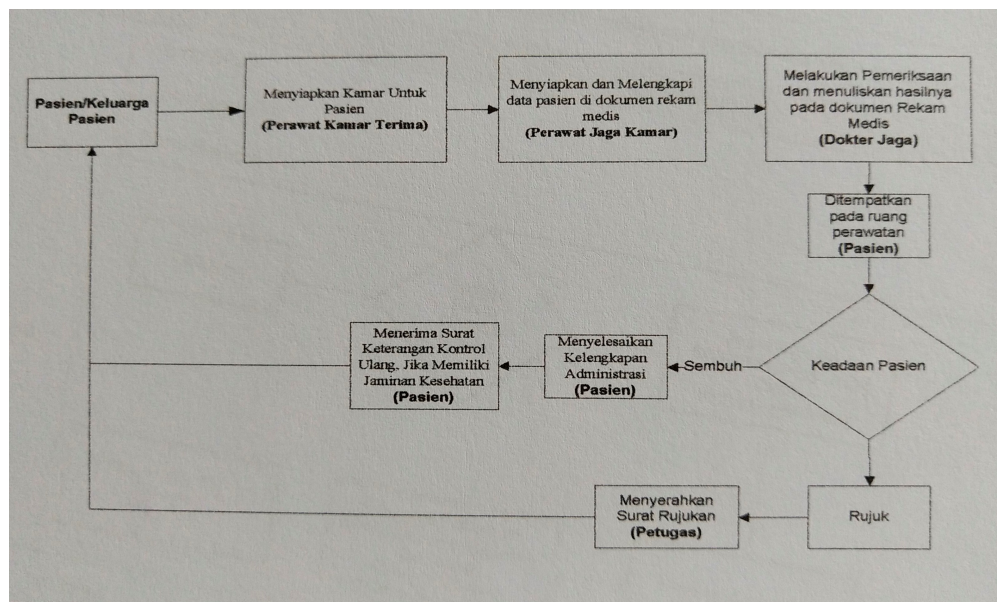 Pasien/Keluarga
Pasien
Menyiapkan Kamar Untuk
Pasien
(Perawat Kamar Terima)
Menyiapkan dan Melengkapi
data pasien di dokumen rekam
medis
(Perawat Jaga Kamar)
Melakukan Pemeriksaan
dan menuliskan hasilnya
pada dokumen Rekam
Medis
(Dokter Jaga)
Ditempatkan
pada ruang
perawatan
(Pasien)
Keadaan Pasien
Sembuh
Menyelesaikan
Kelengkapan
Administrasi
(Pasien)
Menerima Surat
Keterangan Kontrol
Ulang, Jika Memiliki
Jaminan Kesehatan
(Pasien)
Rujuk
Menyerahkan
Surat Rujukan
(Petugas)